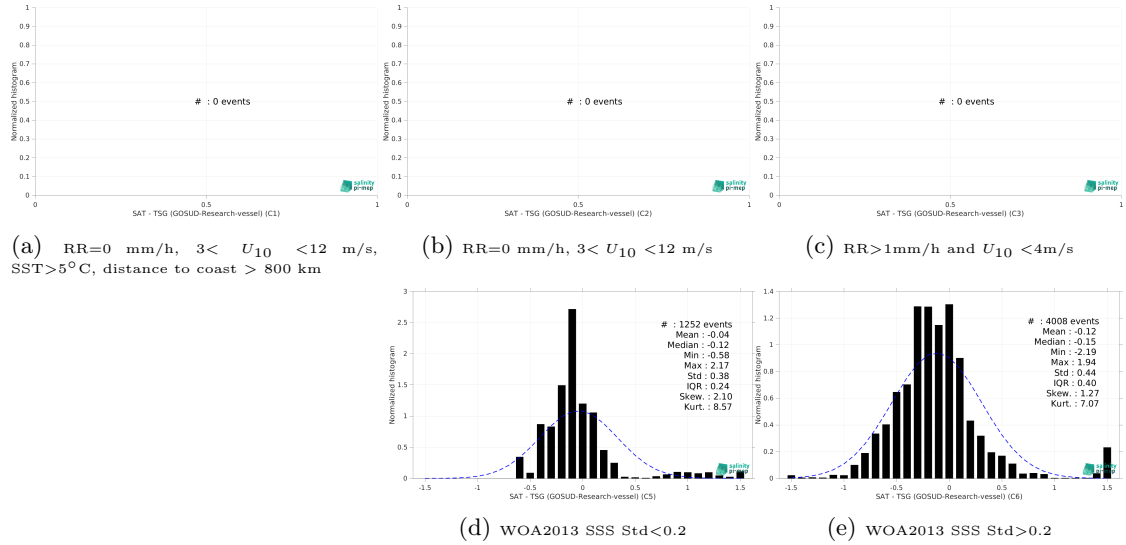 1
0.9
0.8
0.7
0.6
0.5
0.4
0.3
0.2
0.1
0
Normalized histogram
# : 0 events
salinity
pi-mep
0 0.5 1
SAT - TSG (GOSUD-Research-vessel) (C1)
(a) RR=0 mm/h, 3< U10 <12 m/s,
SST>5°C, distance to coast > 800 km
1
0.9
0.8
0.7
0.6
0.5
0.4
0.3
0.2
0.1
0
Normalized histogram
# : 0 events
salinity
pi-mep
0 0.5 1
SAT - TSG (GOSUD-Research-vessel) (C2)
(b) RR=0 mm/h, 3< U10 <12 m/s
1
0.9
0.8
0.7
0.6
0.5
0.4
0.3
0.2
0.1
0
Normalized histogram
# : 0 events
salinity
pi-mep
0 0.5 1
SAT - TSG (GOSUD-Research-vessel) (C3)
(c) RR>1mm/h and U10 <4m/s
3
2.5
2
1.5
1
0.5
0
Normalized histogram
# : 1252 events
Mean : -0.04
Median : -0.12
Min : -0.58
Max : 2.17
Std : 0.38
IQR : 0.24
Skew. : 2.10
Kurt. : 8.57
salinity
pi-mep
-1.5 -1 -0.5 0 0.5 1 1.5
SAT - TSG (GOSUD-Research-vessel) (C5)
(d) WOA2013 SSS Std<0.2
1.4
1.2
1
0.8
0.6
0.4
0.2
0
Normalized histogram
# : 4008 events
Mean : -0.12
Median : -0.15
Min : -2.19
Max : 1.94
Std : 0.44
IQR : 0.40
Skew. : 1.27
Kurt. : 7.07
salinity
pi-mep
-1.5 -1 -0.5 0 0.5 1 1.5
SAT - TSG (GOSUD-Research-vessel) (C6)
(e) WOA2013 SSS Std>0.2